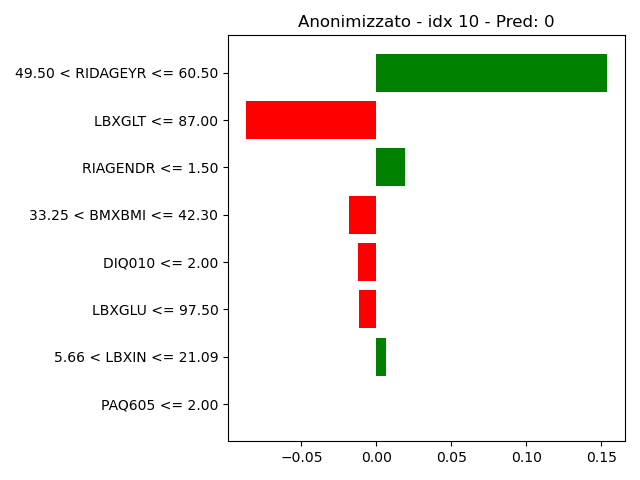 Anonimizzato - idx 10 - Pred: 0
49.50 < RIDAGEYR <= 60.50
LBXGLT <= 87.00
RIAGENDR <= 1.50
33.25 < BMXBMI <= 42.30
DIQ010 <= 2.00
LBXGLU <= 97.50
5.66 < LBXIN <= 21.09
PAQ605 <= 2.00
−0.05 0.00 0.05 0.10 0.15